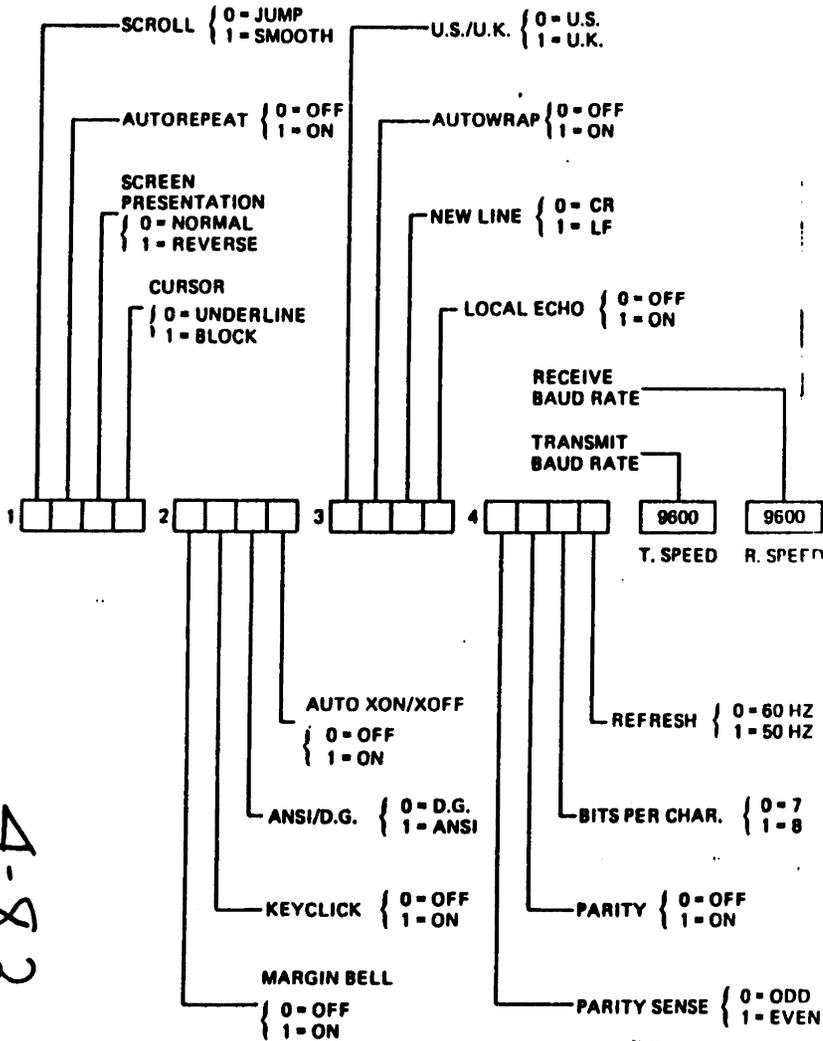 SCROLL { 0 = JUMP
1 = SMOOTH
U.S./U.K. { 0 = U.S.
1 = U.K.
AUTOREPEAT { 0 = OFF
1 = ON
AUTOWRAP { 0 = OFF
1 = ON
SCREEN
PRESENTATION
{ 0 = NORMAL
1 = REVERSE
NEW LINE { 0 = CR
1 = LF
CURSOR
{ 0 = UNDERLINE
1 = BLOCK
LOCAL ECHO { 0 = OFF
1 = ON
RECEIVE
BAUD RATE
TRANSMIT
BAUD RATE
1 2 3 4 9600 9600
T. SPEED R. SPEED
AUTO XON/XOFF
{ 0 = OFF
1 = ON
REFRESH { 0 = 60 HZ
1 = 50 HZ
ANSI/D.G. { 0 = D.G.
1 = ANSI
BITS PER CHAR. { 0 = 7
1 = 8
KEYCLICK { 0 = OFF
1 = ON
PARITY { 0 = OFF
1 = ON
MARGIN BELL
{ 0 = OFF
1 = ON
PARITY SENSE { 0 = ODD
1 = EVEN
4-83